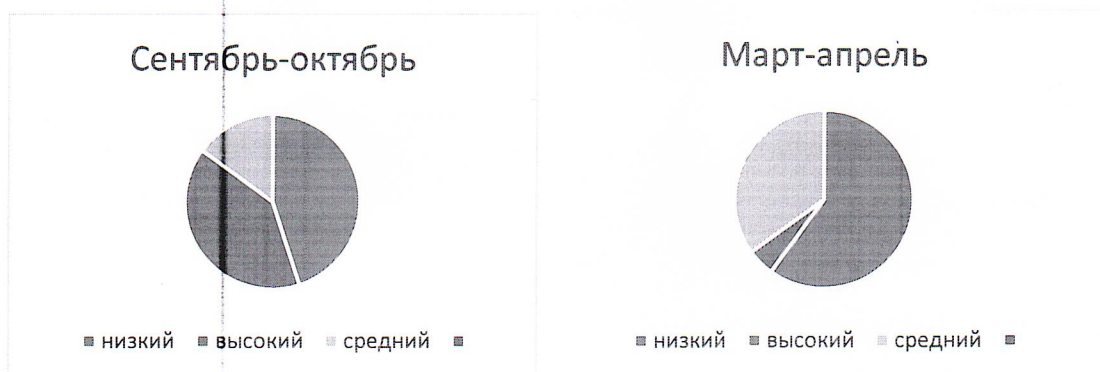 Сентябрь-октябрь
низкий высокий средний
Март-апрель
низкий высокий средний